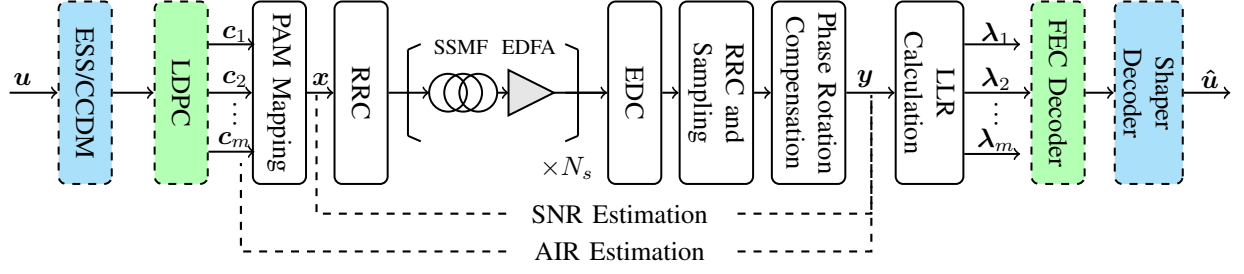 u
ESS/CCDM
LDPC
c1
c2
...
cm
PAM Mapping
x
RRC
SSMF
EDFA
×Ns
EDC
RRC and
Sampling
Phase Rotation
Compensation
y
LLR
Calculation
λ1
λ2
...
λm
FEC Decoder
Shaper
Decoder
û
SNR Estimation
AIR Estimation